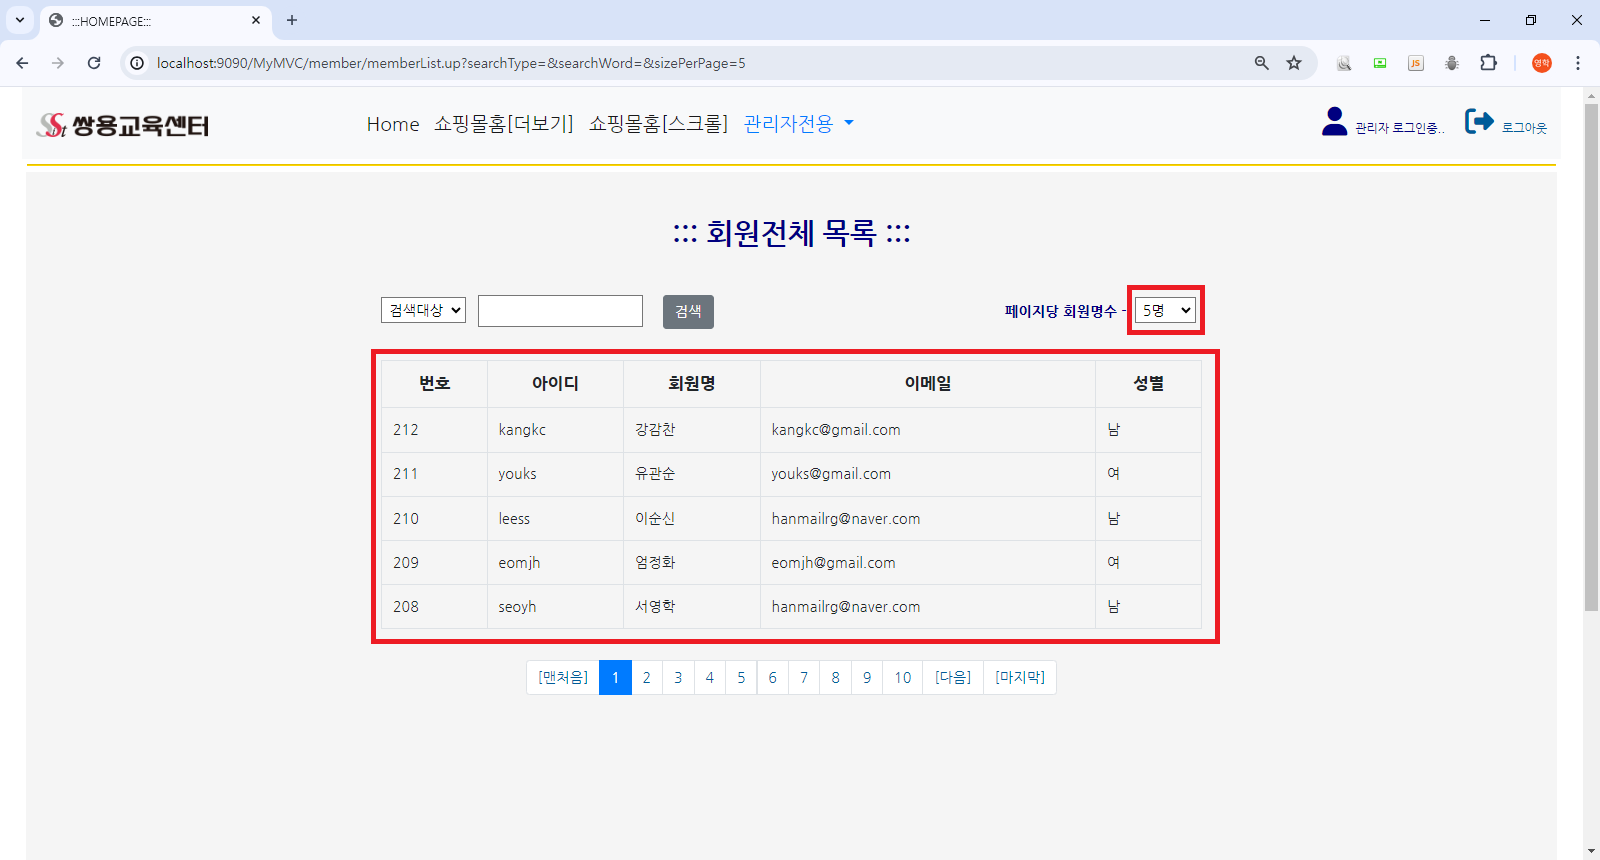 :::HOMEPAGE:::
localhost:9090/MyMVC/member/memberList.up?searchType=&searchWord=&sizePerPage=5
JS
영학
SSist 쌍용교육센터 Home 쇼핑몰홈[더보기] 쇼핑몰홈[스크롤] 관리자전용 관리자 로그인중.. 로그아웃
::: 회원전체 목록 :::
검색대상 검색 페이지당 회원명수 - 5명
번호 아이디 회원명 이메일 성별
212 kangkc 강감찬 kangkc@gmail.com 남
211 youks 유관순 youks@gmail.com 여
210 leess 이순신 hanmailrg@naver.com 남
209 eomjh 엄정화 eomjh@gmail.com 여
208 seoyh 서영학 hanmailrg@naver.com 남
[맨처음] 1 2 3 4 5 6 7 8 9 10 [다음] [마지막]